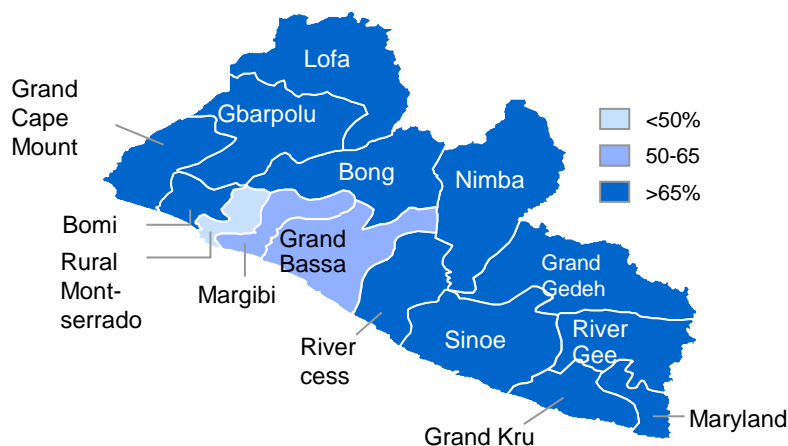 Lofa
Grand
Cape
Mount
Gbarpolu
<50%
50-65
>65%
Bong
Nimba
Bomi
Grand
Bassa
Rural
Mont-
serrado
Margibi
Grand
Gedeh
River
cess
Sinoe
River
Gee
Grand Kru
Maryland